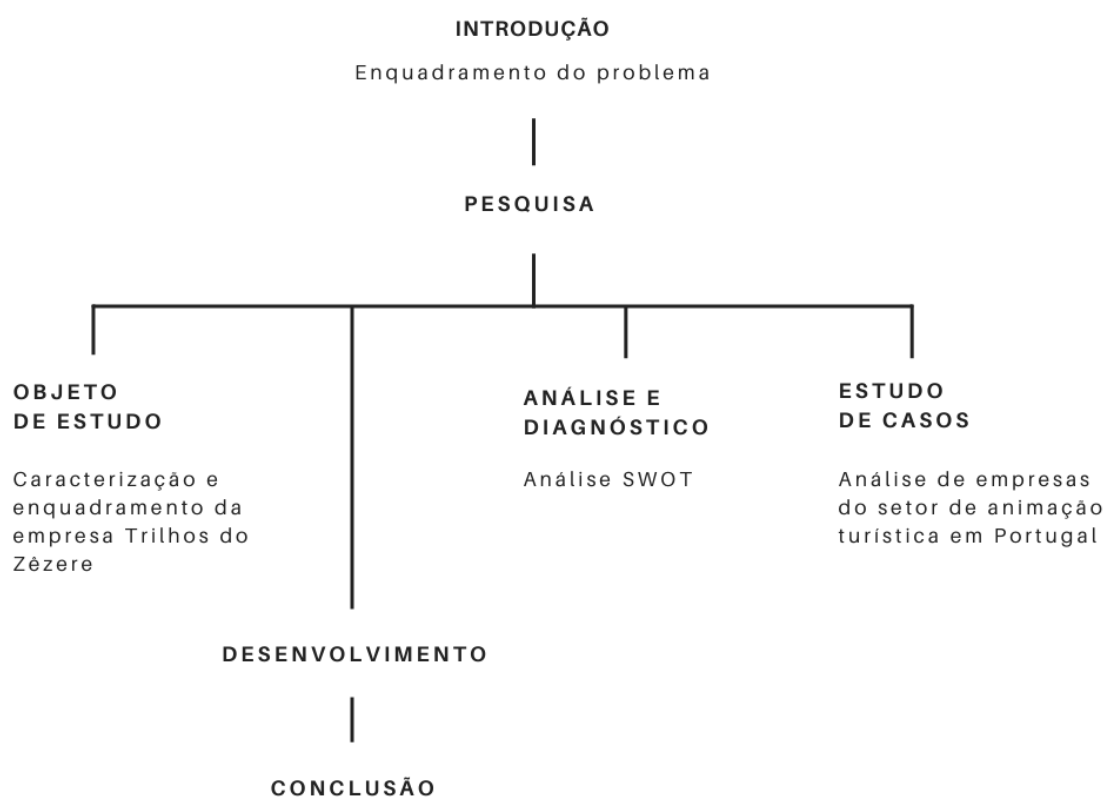 INTRODUÇÃO
Enquadramento do problema
PESQUISA
OBJETO
DE ESTUDO
Caracterização e
enquadramento da
empresa Trilhos do
Zêzere
ANÁLISE E
DIAGNÓSTICO
Análise SWOT
ESTUDO
DE CASOS
Análise de empresas
do setor de animação
turística em Portugal
DESENVOLVIMENTO
CONCLUSÃO